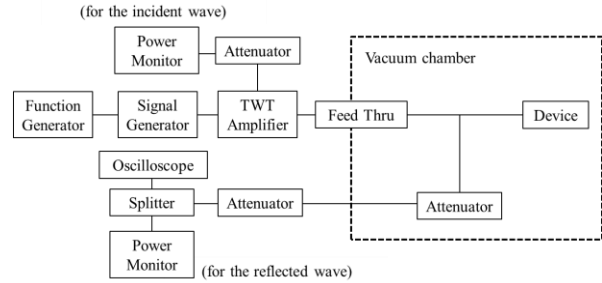 (for the incident wave)
Power
Monitor
Attenuator
Vacuum chamber
Function
Generator
Signal
Generator
TWT
Amplifier
Feed Thru
Device
Oscilloscope
Splitter
Attenuator
Attenuator
Power
Monitor
(for the reflected wave)